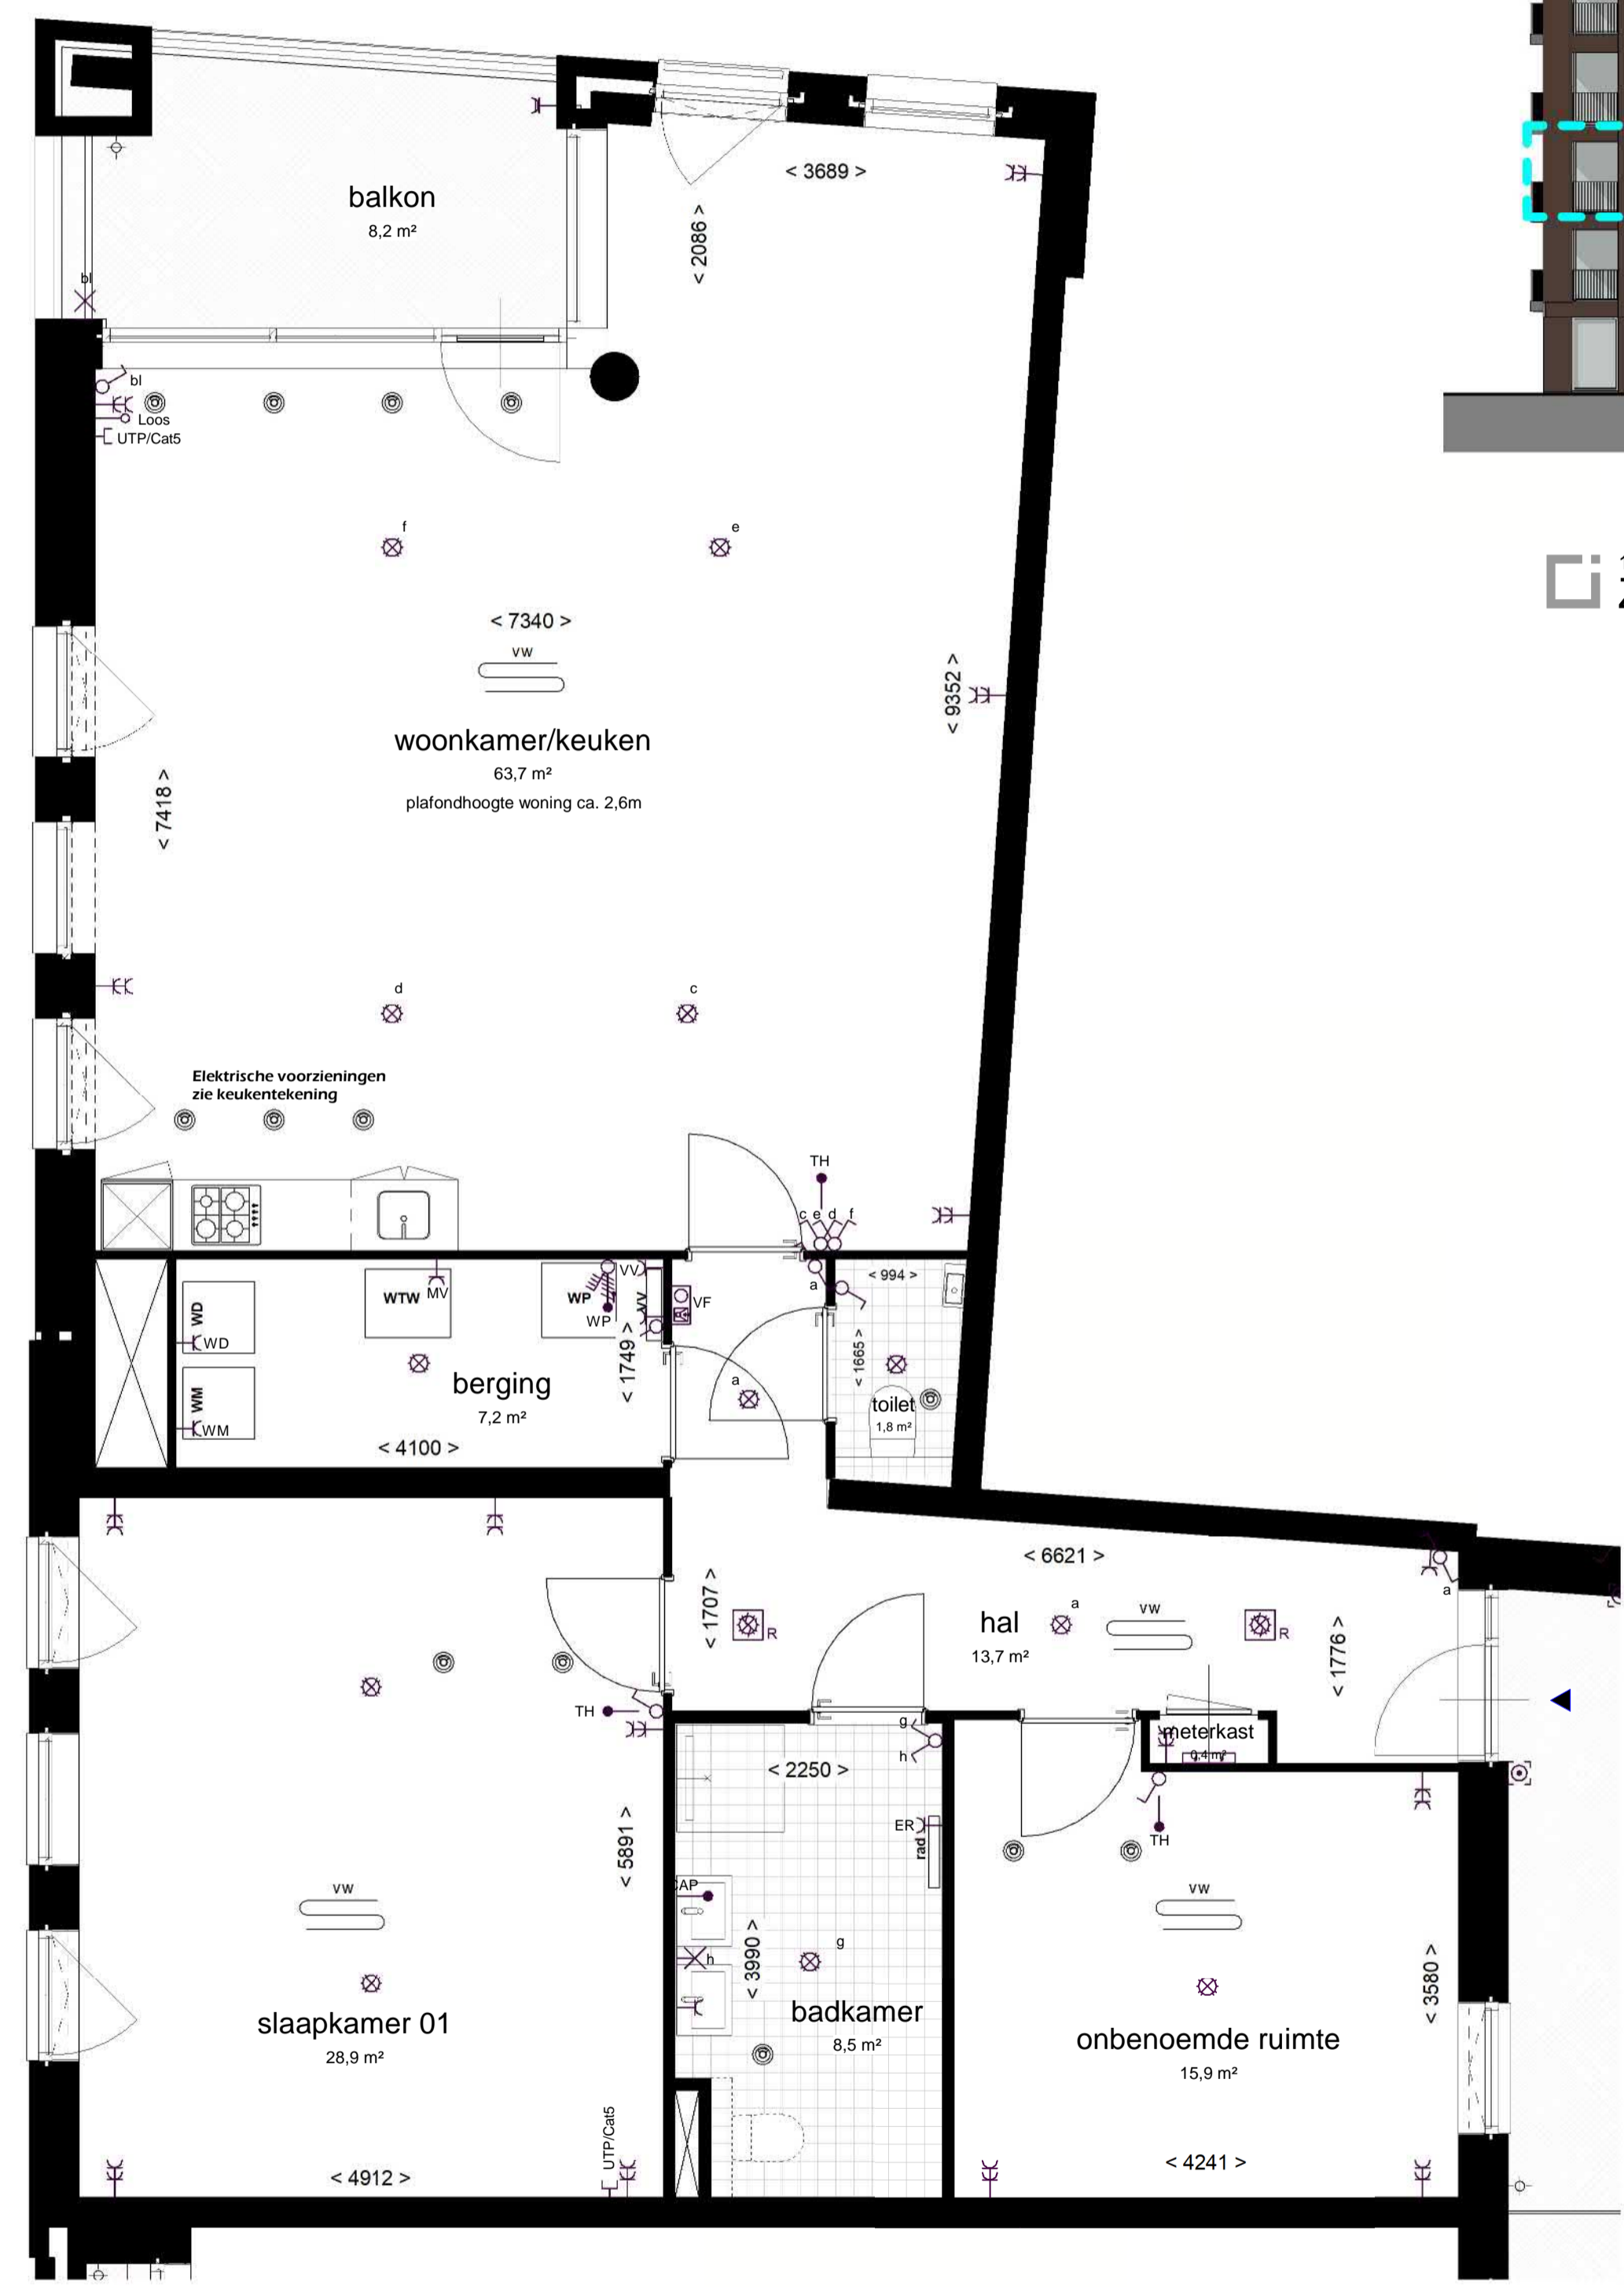 balkon
8,2 m²
< 3689 >
< 2086 >
bl
bl
Loos
UTP/Cat5
f
e
< 7340 >
VW
woonkamer/keuken
63,7 m²
plafondhoogte woning ca. 2,6m
< 9352 >
< 7418 >
d
c
Elektrische voorzieningen
zie keukentekening
TH
c e d f
WD
WD
WM
WM
WTW
MV
WP
WP
VV
VV
VF
berging
7,2 m²
< 1749 >
< 4100 >
a
a
< 994 >
< 1665 >
toilet
1,8 m²
< 6621 >
< 1707 >
R
hal
13,7 m²
a
VW
R
< 1776 >
a
TH
meterkast
0,4 m²
g
h
< 2250 >
ER
rad
TH
< 5891 >
VW
slaapkamer 01
28,9 m²
UTP/Cat5
< 4912 >
h
< 3990 >
g
badkamer
8,5 m²
VW
onbenoemde ruimte
15,9 m²
< 3580 >
< 4241 >